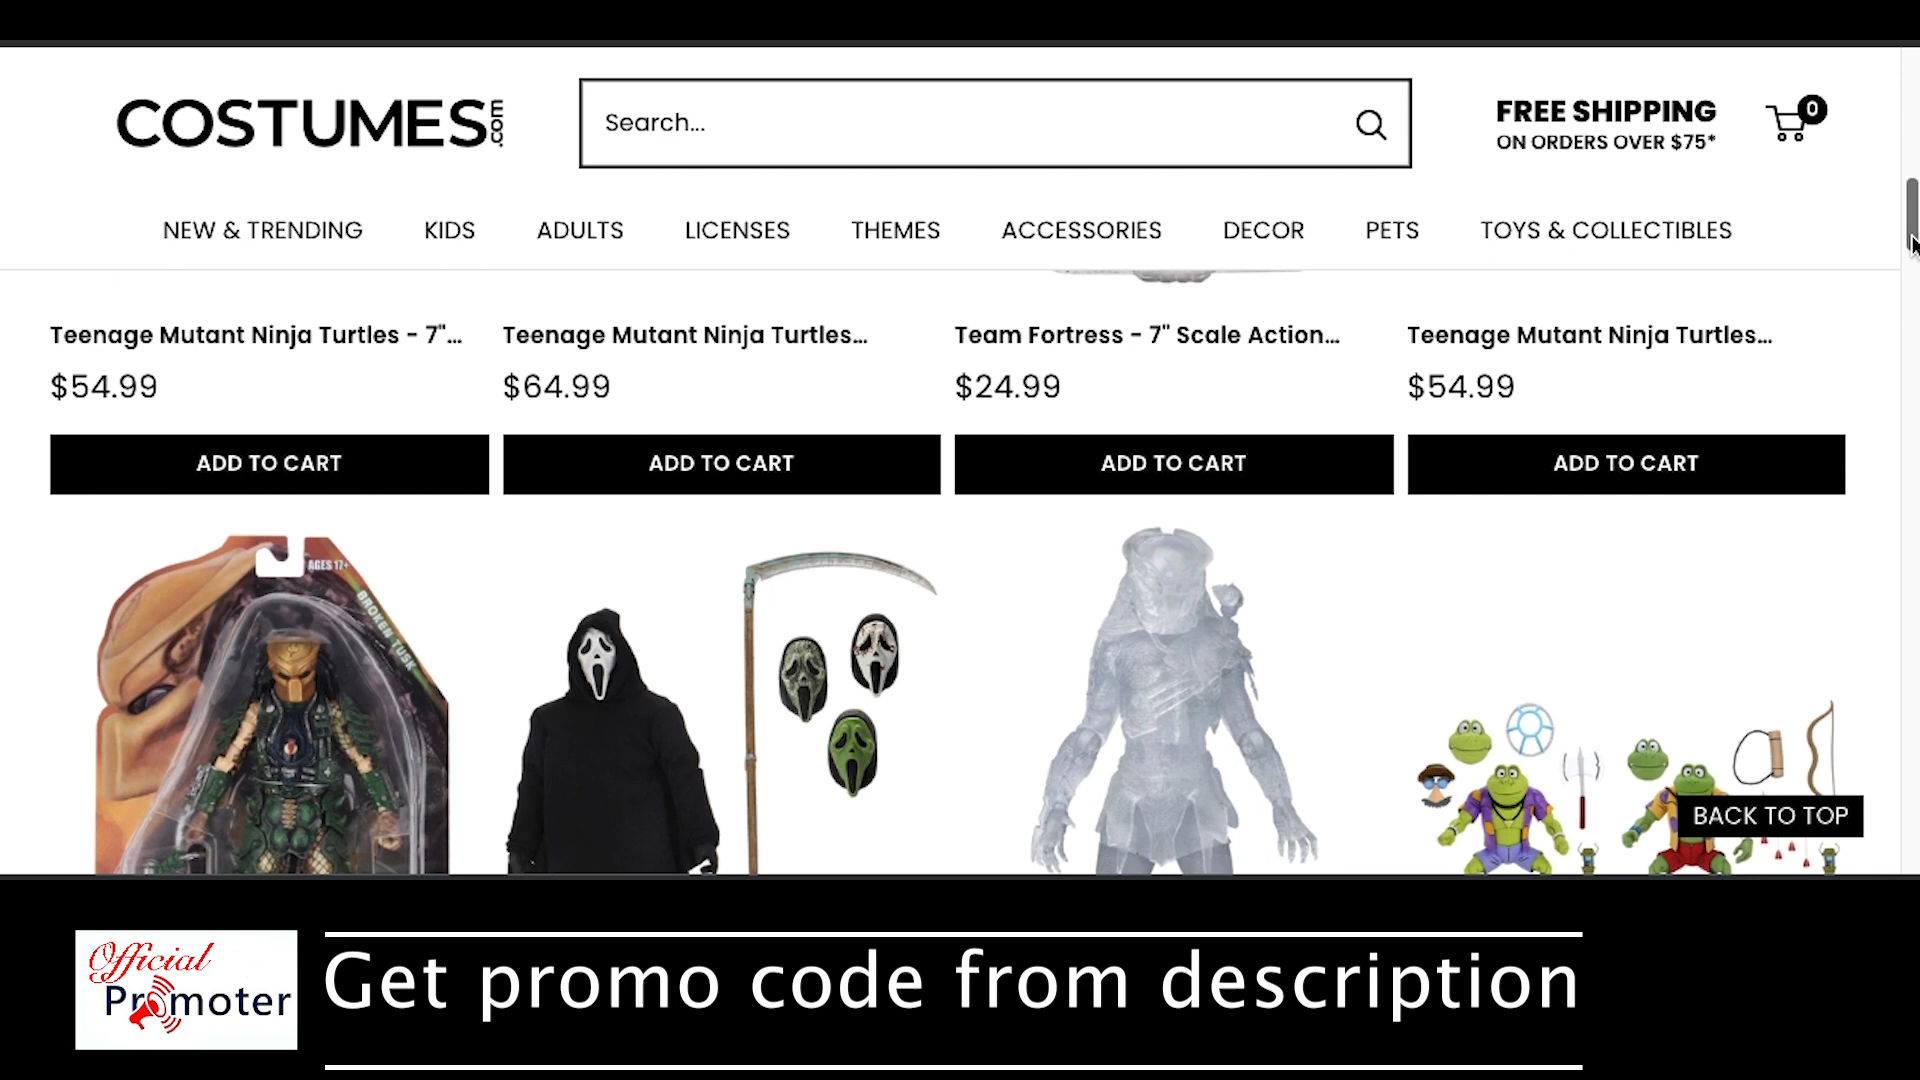 COSTUMES.com
Search...
FREE SHIPPING
ON ORDERS OVER $75*
0
NEW & TRENDING KIDS ADULTS LICENSES THEMES ACCESSORIES DECOR PETS TOYS & COLLECTIBLES
Teenage Mutant Ninja Turtles - 7"...
Teenage Mutant Ninja Turtles...
Team Fortress - 7" Scale Action...
Teenage Mutant Ninja Turtles...
$54.99
$64.99
$24.99
$54.99
ADD TO CART
ADD TO CART
ADD TO CART
ADD TO CART
AGES 17+
BROKEN TUSK
BACK TO TOP
Official
Promoter
Get promo code from description